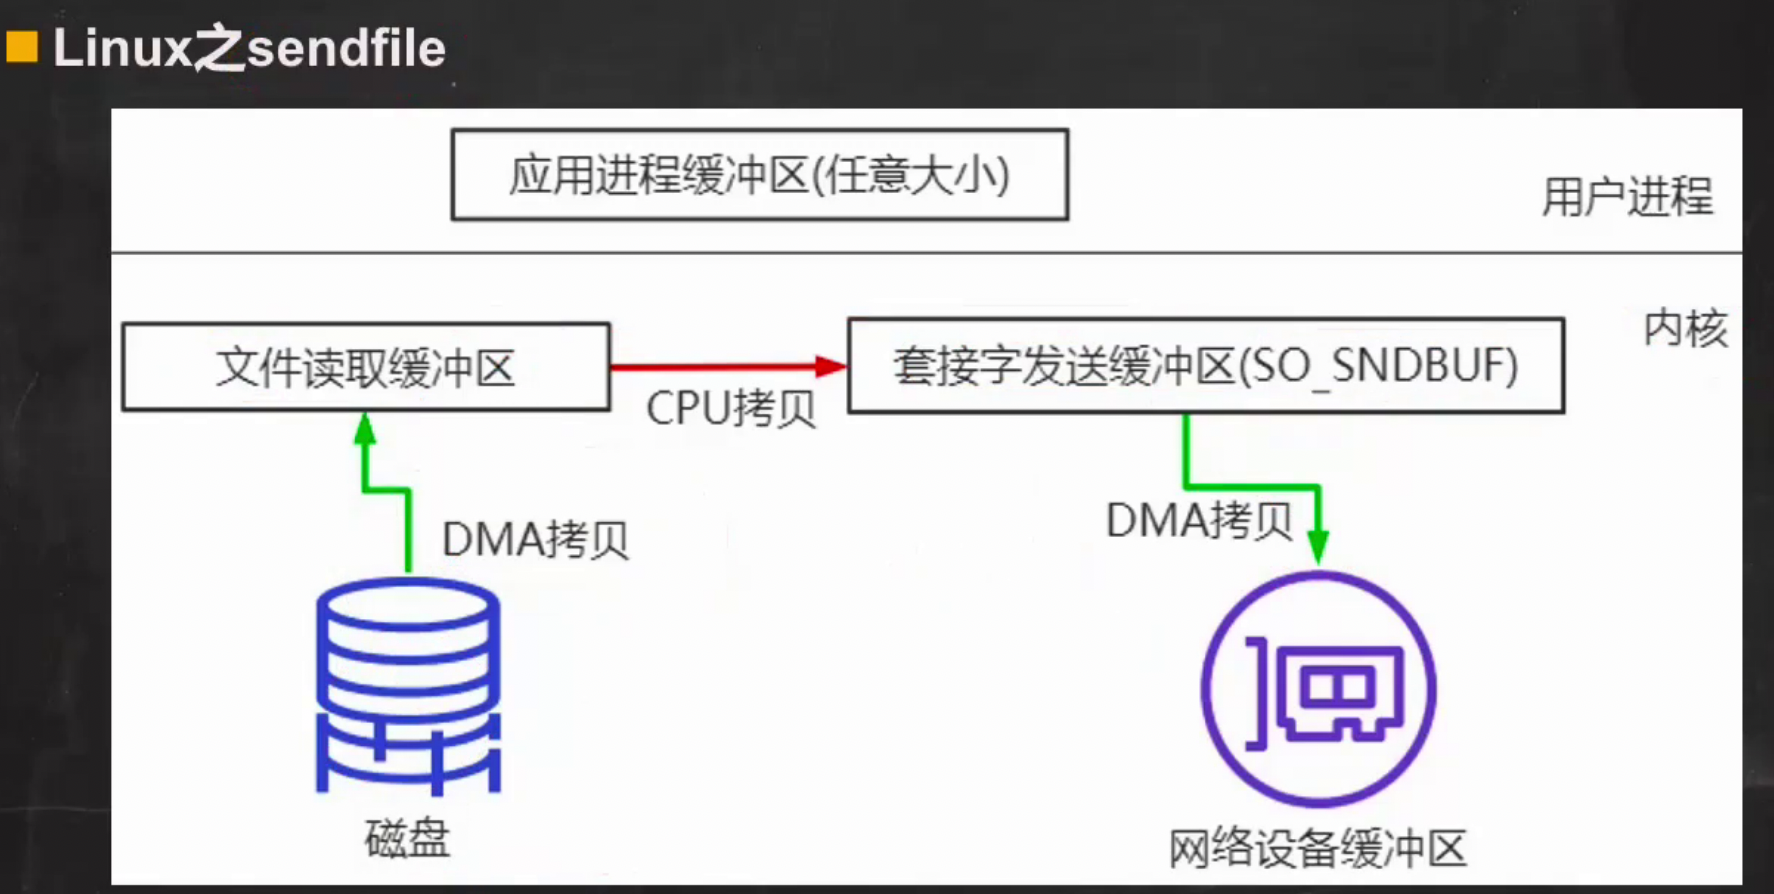 Linux之sendfile
应用进程缓冲区(任意大小)
用户进程
内核
文件读取缓冲区
CPU拷贝
套接字发送缓冲区(SO_SNDBUF)
DMA拷贝
DMA拷贝
磁盘
网络设备缓冲区